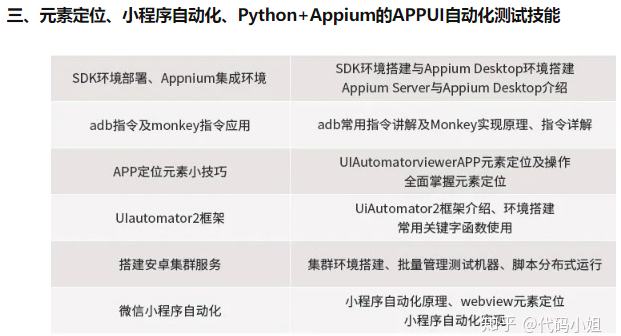 三、元素定位、小程序自动化、Python+Appium的APPUI自动化测试技能
SDK环境部署、Appnium集成环境
SDK环境搭建与Appium Desktop环境搭建
Appium Server与Appium Desktop介绍
adb指令及monkey指令应用
adb常用指令讲解及Monkey实现原理、指令详解
APP定位元素小技巧
UIAutomatorviewerAPP元素定位及操作
全面掌握元素定位
UIautomator2框架
UiAutomator2框架介绍、环境搭建
常用关键字函数使用
搭建安卓集群服务
集群环境搭建、批量管理测试机器、脚本分布式运行
微信小程序自动化
小程序自动化原理、webview元素定位
小程序自动化实现
知乎 @代码小姐